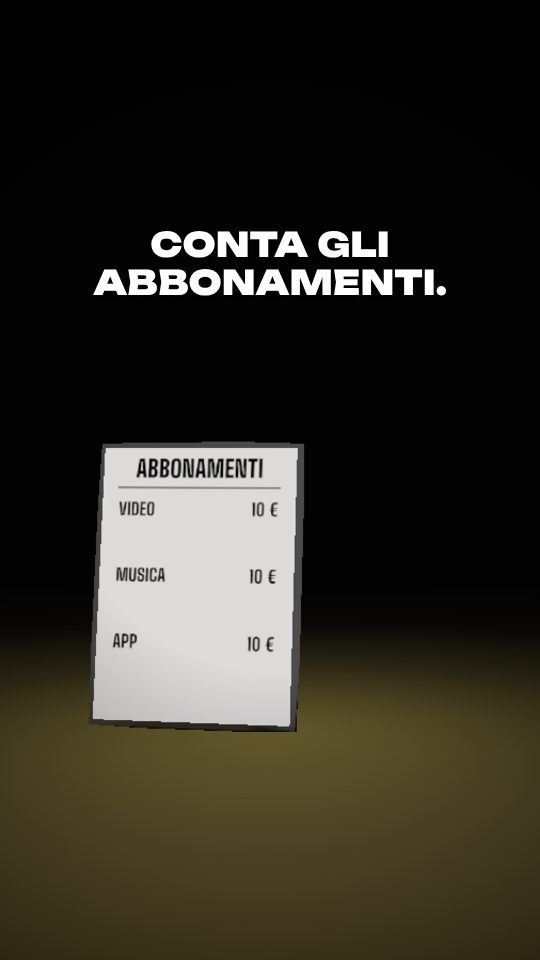 CONTA GLI
ABBONAMENTI.
ABBONAMENTI
VIDEO 10 €
MUSICA 10 €
APP 10 €